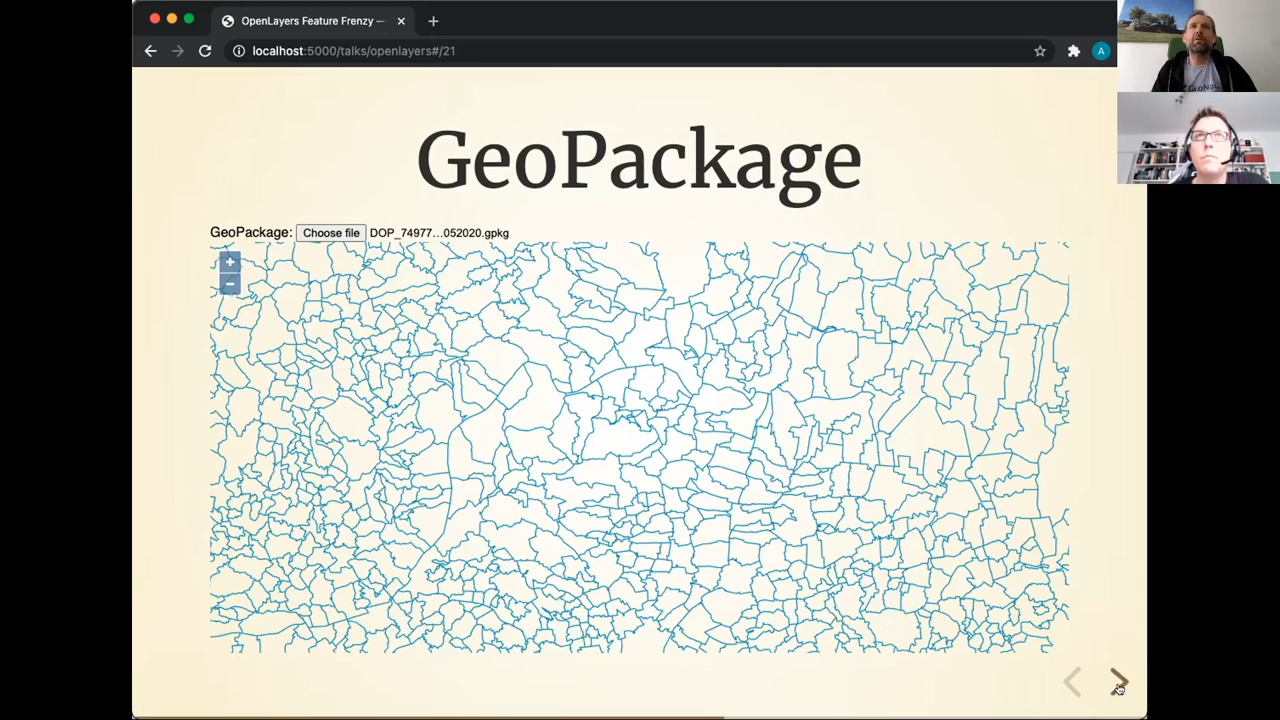 OpenLayers Feature Frenzy —
localhost:5000/talks/openlayers#/21
A
GeoPackage
GeoPackage: Choose file DOP_74977...052020.gpkg
+
−